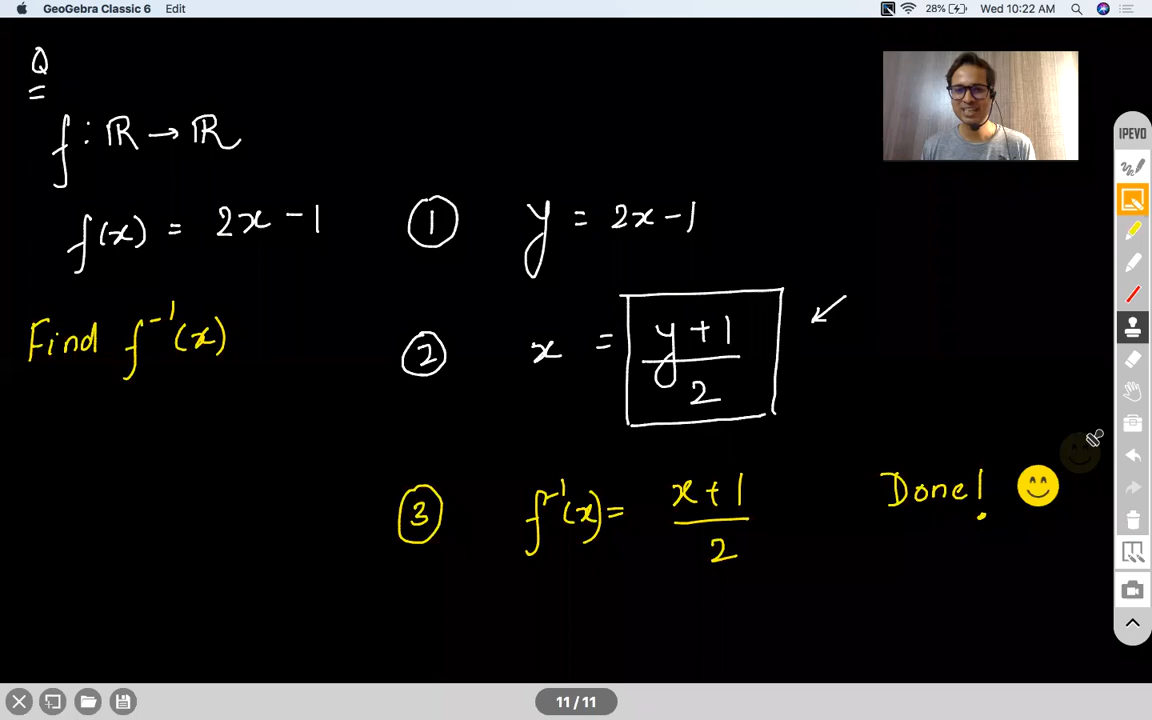 GeoGebra Classic 6 Edit 28% Wed 10:22 AM
Q
f : ℝ → ℝ
IPEVO
f(x) = 2x - 1
① y = 2x - 1
Find f⁻¹(x)
② x = (y + 1)/2
③ f⁻¹(x) = (x + 1)/2 Done!
11/11